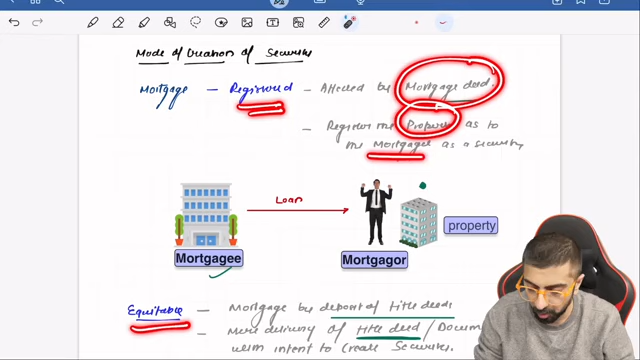 Mode of Creation of Security
Mortgage – Registered – Affected by Mortgage deed.
– Register the Property as to
the Mortgagee as a security
Loan
property
Mortgagee
Mortgagor
Equitable – Mortgage by deposit of title deeds
– Mere delivery of title deed / Docum
with intent to create Securities.